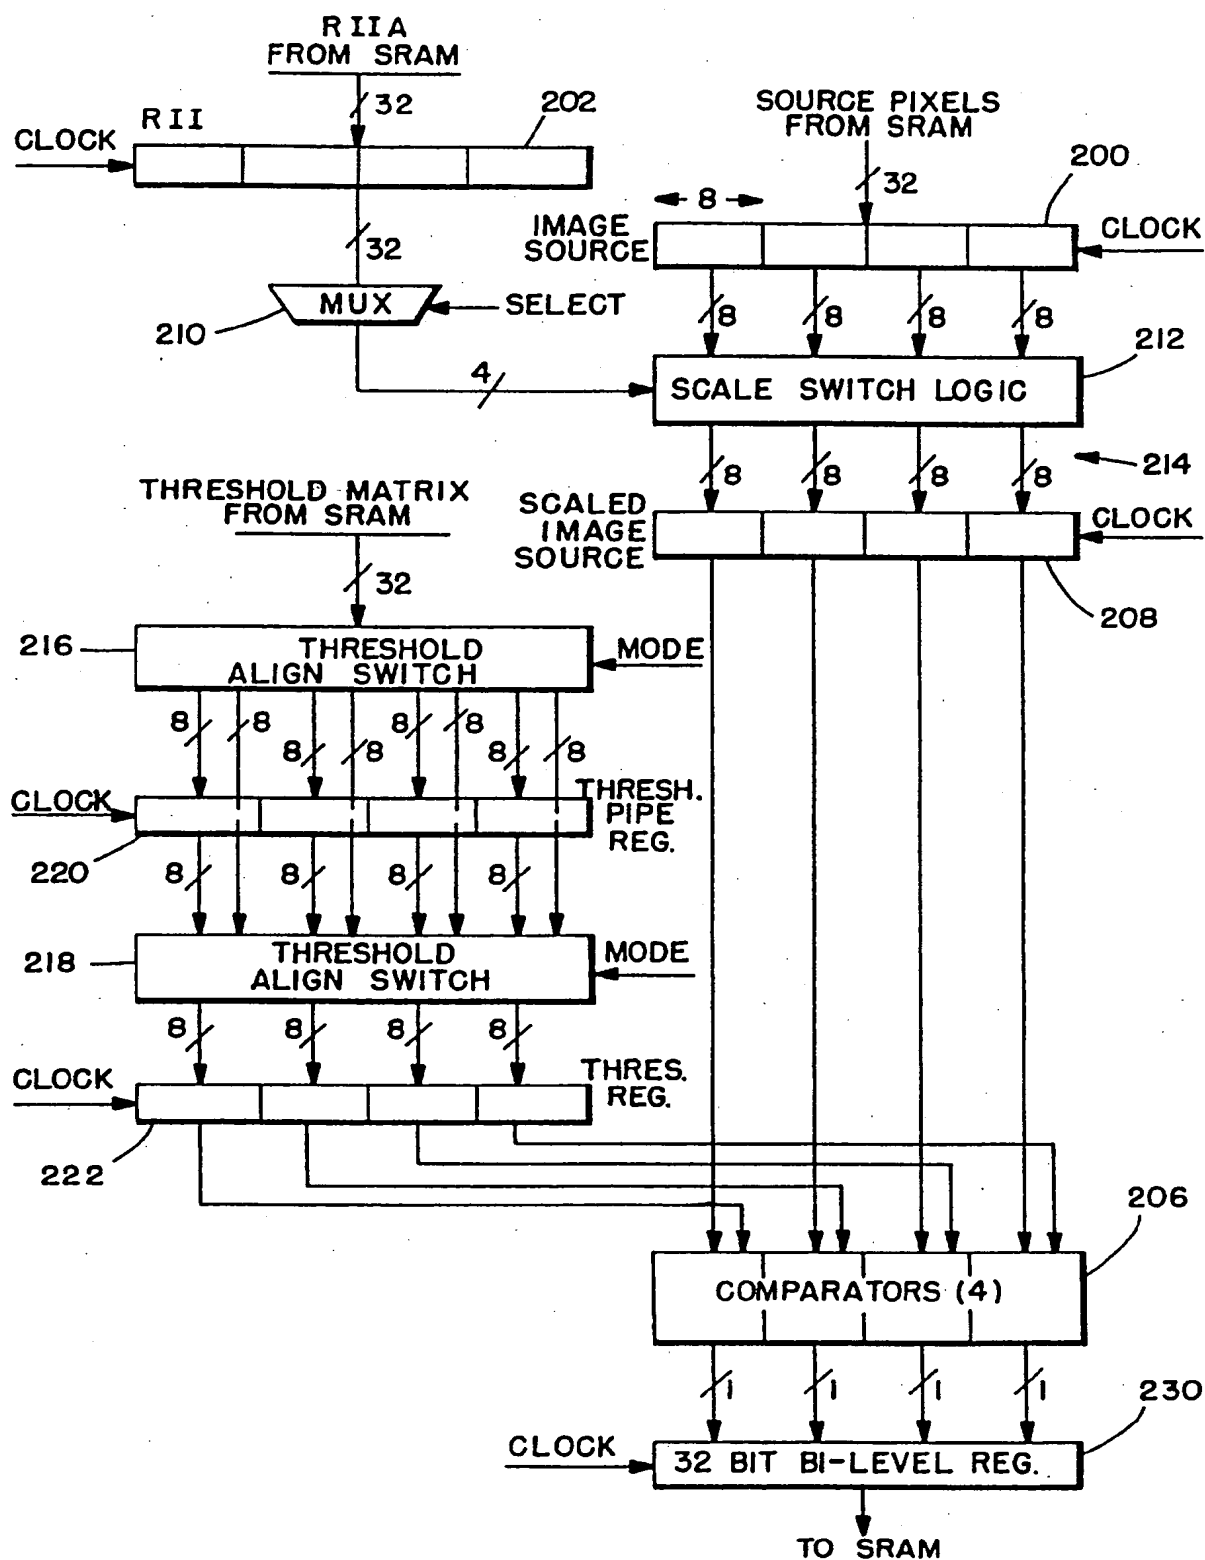 RIIA
FROM SRAM
32
202
RII
CLOCK
SOURCE PIXELS
FROM SRAM
32
200
8
IMAGE
SOURCE
CLOCK
32
MUX
SELECT
210
8
8
8
8
212
4
SCALE SWITCH LOGIC
8
8
8
8
214
THRESHOLD MATRIX
FROM SRAM
32
SCALED
IMAGE
SOURCE
CLOCK
208
216
THRESHOLD
ALIGN SWITCH
MODE
8
8
8
8
8
8
8
8
CLOCK
THRESH.
PIPE
REG.
220
8
8
8
8
218
THRESHOLD
ALIGN SWITCH
MODE
8
8
8
8
CLOCK
THRES.
REG.
222
206
COMPARATORS (4)
1
1
1
1
230
CLOCK
32 BIT BI-LEVEL REG.
TO SRAM